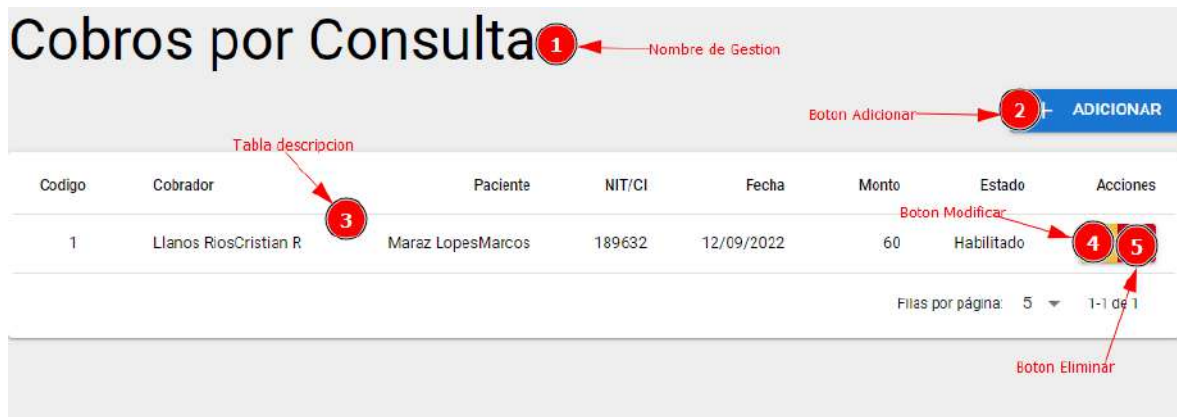 Cobros por Consulta 1 Nombre de Gestion
Boton Adicionar 2 + ADICIONAR
Tabla descripcion
Codigo Cobrador Paciente NIT/CI Fecha Monto Estado Acciones
3 Boton Modificar
1 Llanos RiosCristian R Maraz LopesMarcos 189632 12/09/2022 60 Habilitado 4 5
Filas por página: 5 1-1 de 1
Boton Eliminar